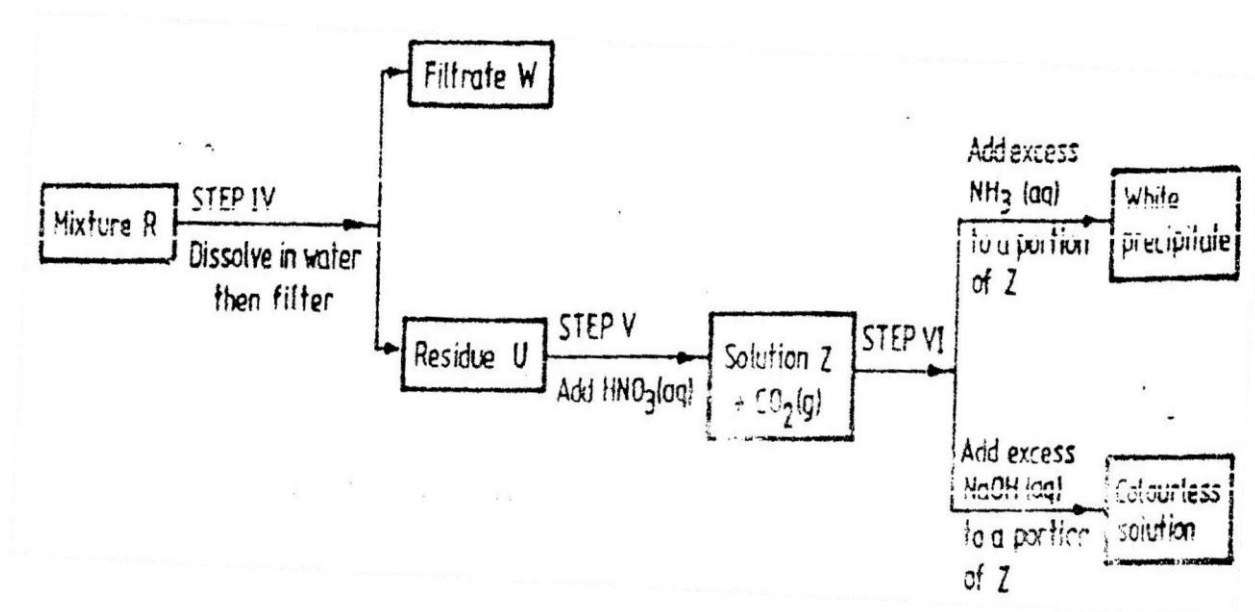 Filtrate W
Mixture R
STEP IV
Dissolve in water
then filter
Residue U
STEP V
Add HNO3(aq)
Solution Z
+ CO2(g)
STEP VI
Add excess
NH3 (aq)
to a portion
of Z
White
precipitate
Add excess
NaOH (aq)
to a portion
of Z
Colourless
solution